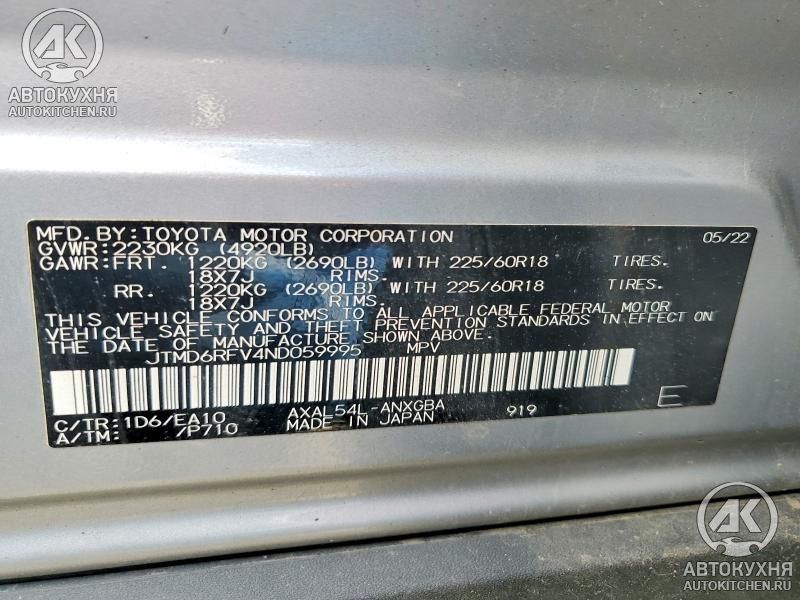 АК
АВТОКУХНЯ
AUTOKITCHEN.RU
MFD.BY:TOYOTA MOTOR CORPORATION 05/22
GVWR:2230KG (4920LB)
GAWR:FRT. 1220KG (2690LB) WITH 225/60R18 TIRES.
18X7J RIMS.
RR. 1220KG (2690LB) WITH 225/60R18 TIRES.
18X7J RIMS.
THIS VEHICLE CONFORMS TO ALL APPLICABLE FEDERAL MOTOR
VEHICLE SAFETY AND THEFT PREVENTION STANDARDS IN EFFECT ON
THE DATE OF MANUFACTURE SHOWN ABOVE.
JTMD6RFV4ND059995 MPV
C/TR:1D6/EA10 AXAL54L-ANXGBA 919 E
A/TM: /P710 MADE IN JAPAN
АК
АВТОКУХНЯ
AUTOKITCHEN.RU